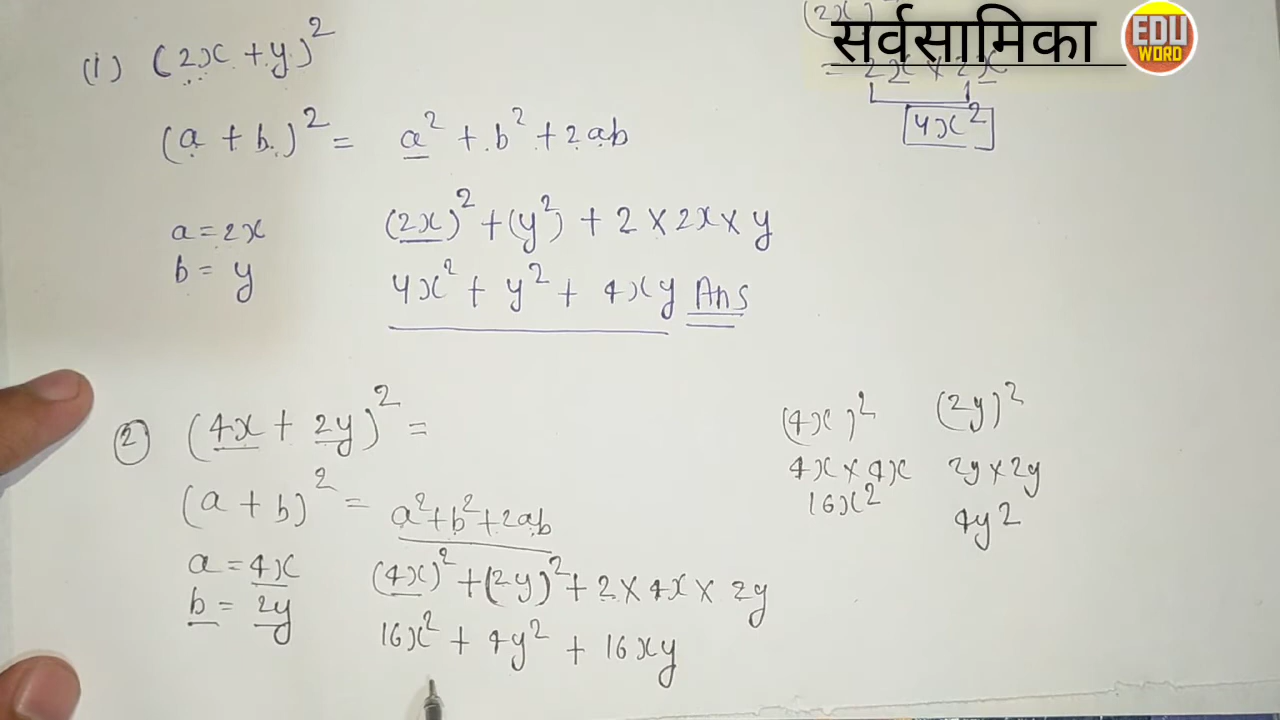 (1) (2x + y)²
(a + b)² = a² + b² + 2ab
a = 2x
b = y
(2x)² + (y²) + 2 × 2x × y
4x² + y² + 4xy Ans
(2x)
सर्वसामिका
EDU
WORD
= 2x × 2x
4x²
(2) (4x + 2y)² =
(a + b)² = a² + b² + 2ab
a = 4x
b = 2y
(4x)² + (2y)² + 2 × 4x × 2y
16x² + 4y² + 16xy
(4x)² (2y)²
4x × 4x 2y × 2y
16x² 4y²